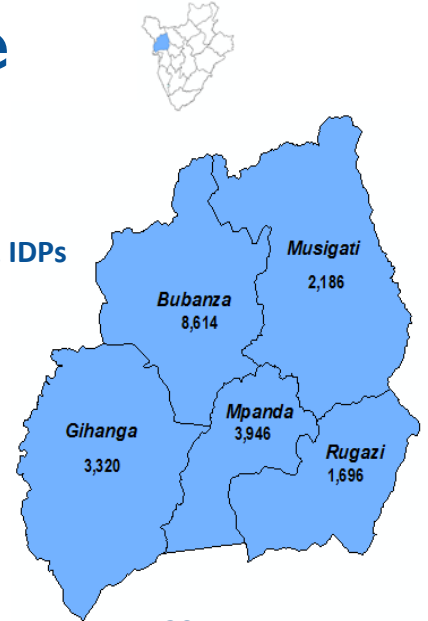 e
IDPs
Musigati
2,186
Bubanza
8,614
Mpanda
3,946
Gihanga
3,320
Rugazi
1,696